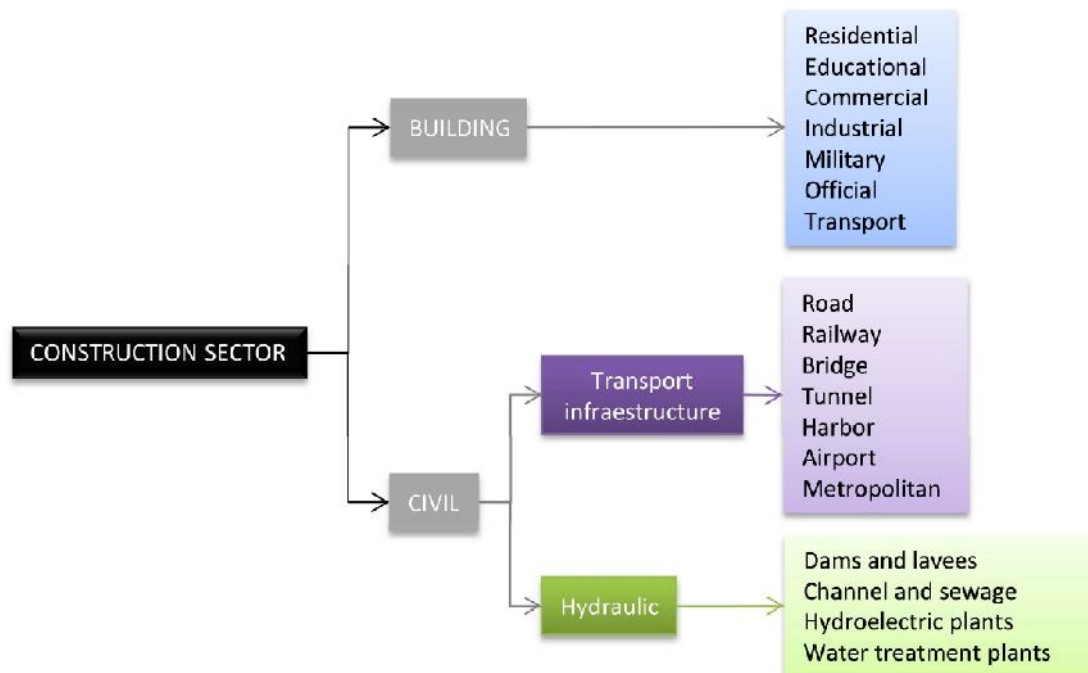 Residential
Educational
Commercial
Industrial
Military
Official
Transport
BUILDING
CONSTRUCTION SECTOR
Road
Railway
Bridge
Tunnel
Harbor
Airport
Metropolitan
Transport
infraestructure
CIVIL
Dams and lavees
Channel and sewage
Hydroelectric plants
Water treatment plants
Hydraulic